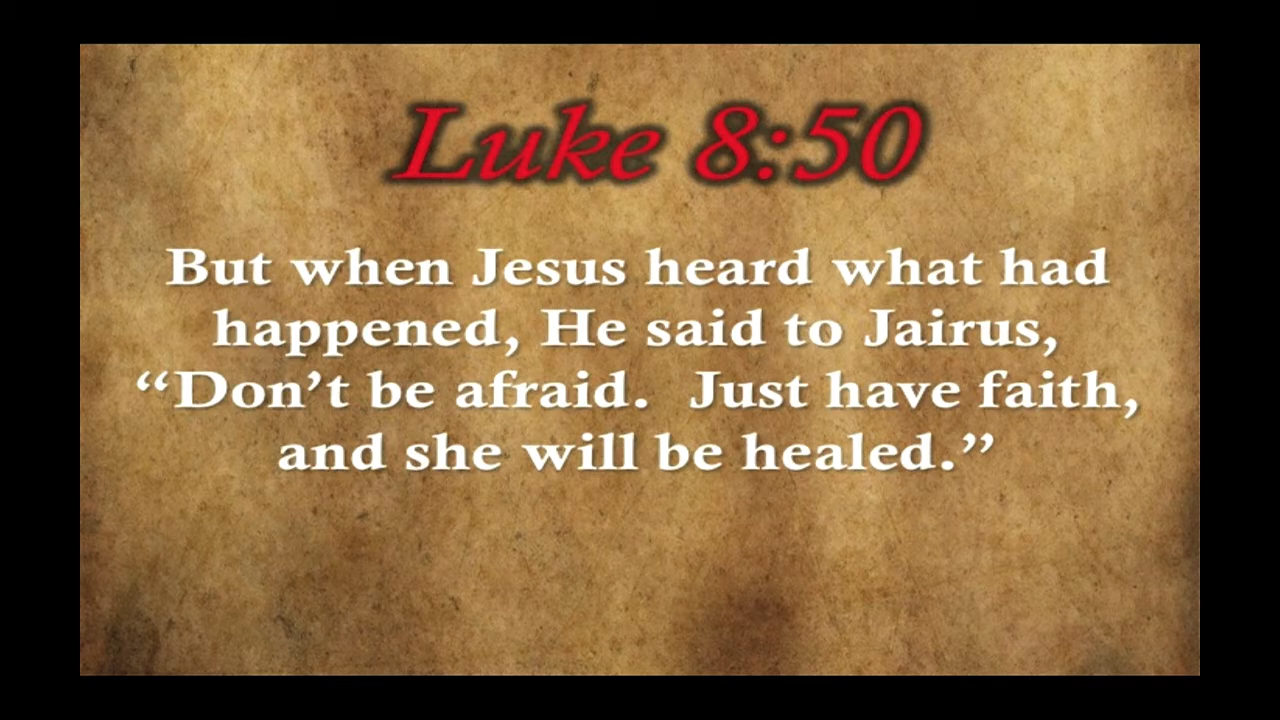 Luke 8:50
But when Jesus heard what had
happened, He said to Jairus,
“Don’t be afraid.  Just have faith,
and she will be healed.”